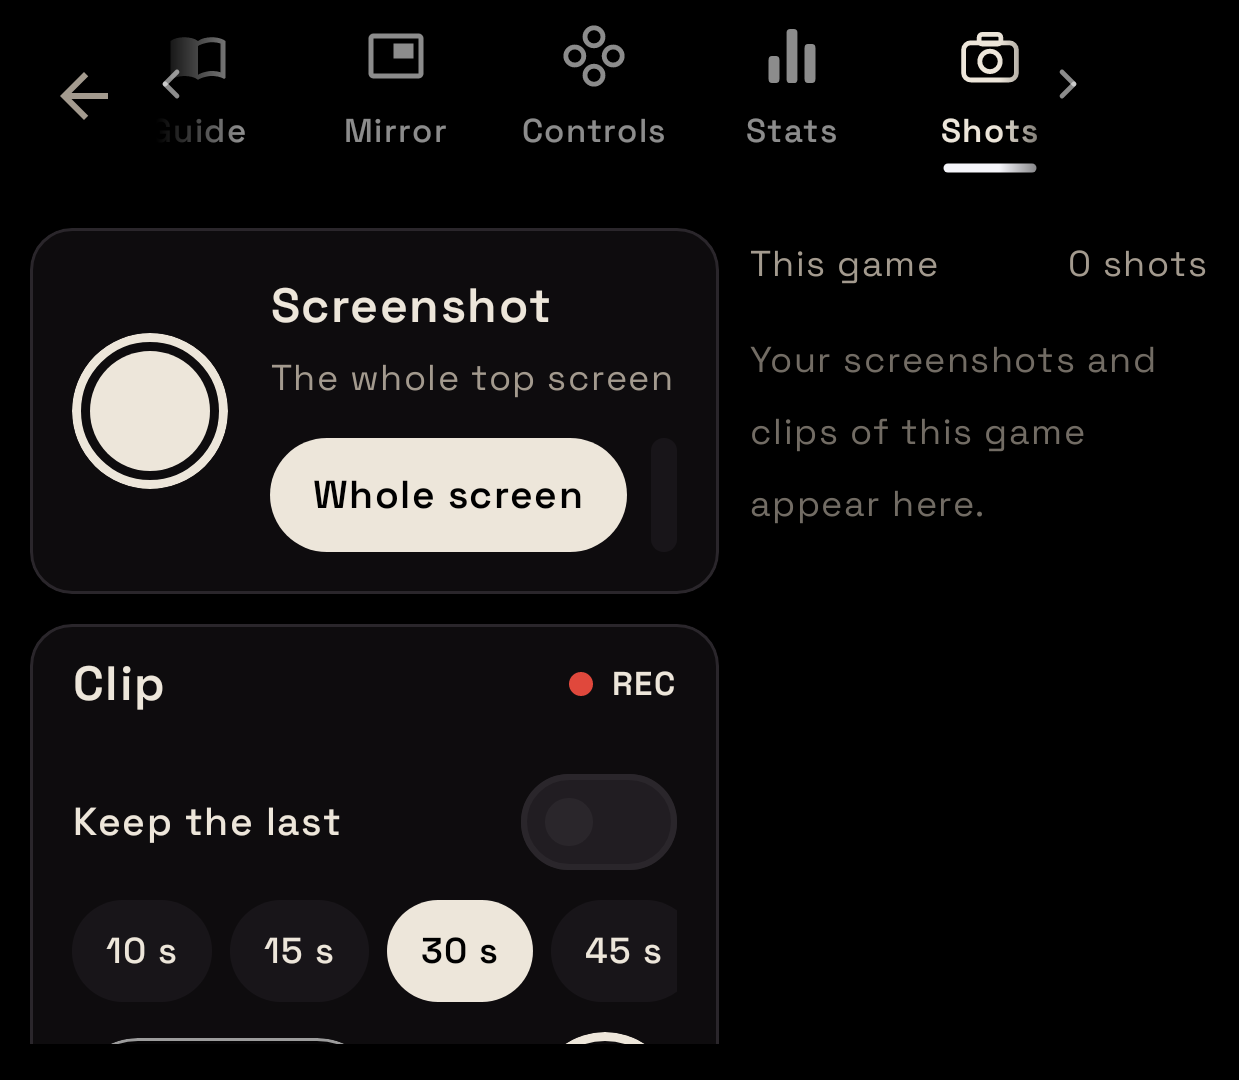 Guide
Mirror
Controls
Stats
Shots
Screenshot
The whole top screen
Whole screen
This game
0 shots
Your screenshots and
clips of this game
appear here.
Clip
REC
Keep the last
10 s
15 s
30 s
45 s